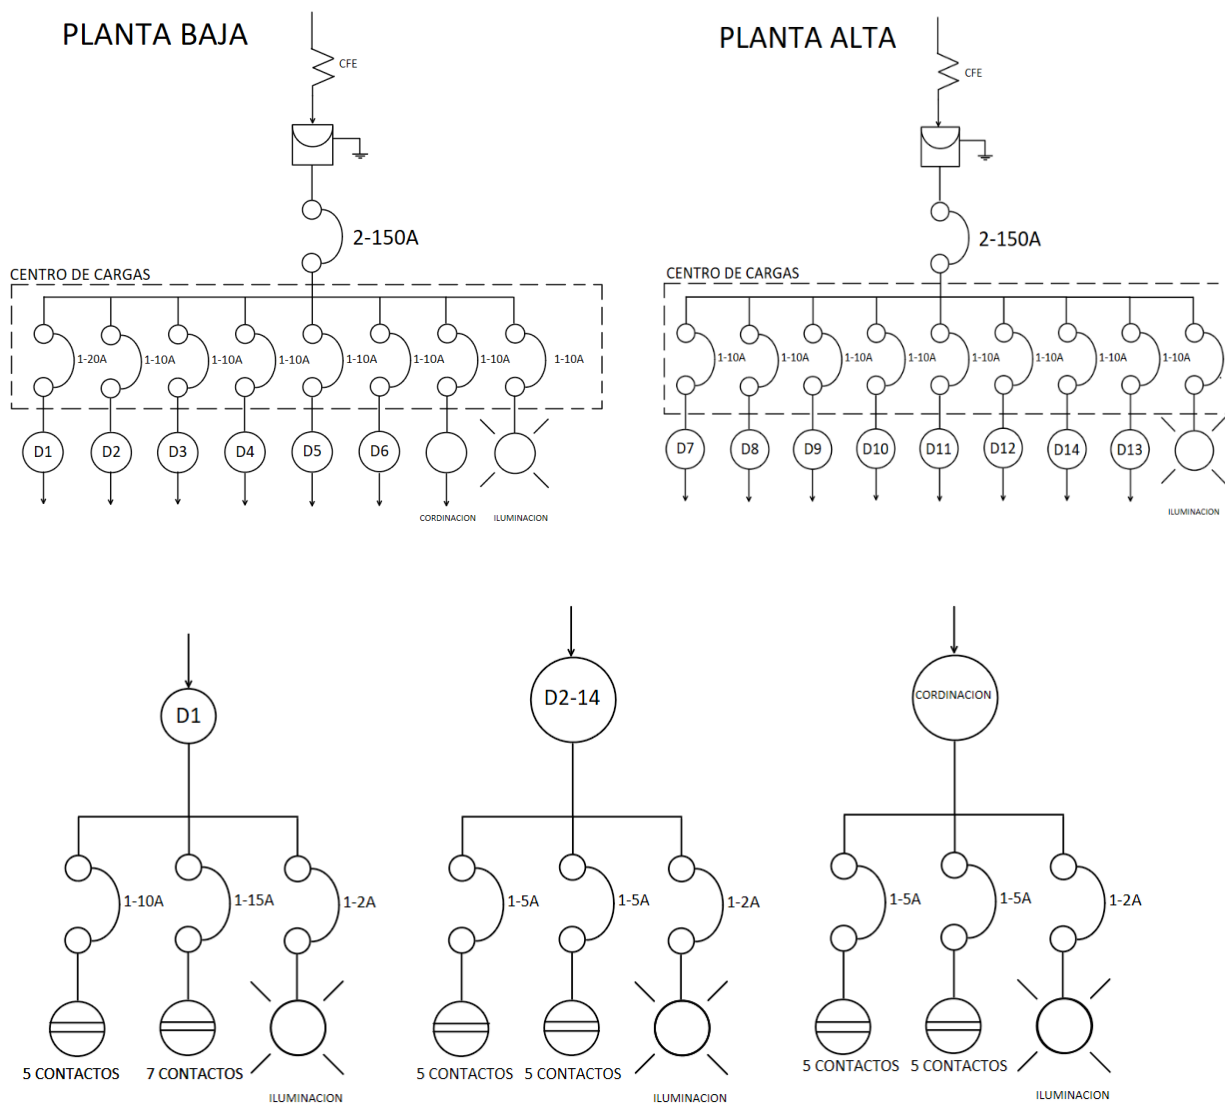 PLANTA BAJA
CFE
2-150A
CENTRO DE CARGAS
1-20A 1-10A 1-10A 1-10A 1-10A 1-10A 1-10A 1-10A
D1 D2 D3 D4 D5 D6
CORDINACION ILUMINACION
PLANTA ALTA
CFE
2-150A
CENTRO DE CARGAS
1-10A 1-10A 1-10A 1-10A 1-10A 1-10A 1-10A 1-10A
D7 D8 D9 D10 D11 D12 D14 D13
ILUMINACION
D1
1-10A 1-15A 1-2A
5 CONTACTOS 7 CONTACTOS
ILUMINACION
D2-14
1-5A 1-5A 1-2A
5 CONTACTOS 5 CONTACTOS
ILUMINACION
CORDINACION
1-5A 1-5A 1-2A
5 CONTACTOS 5 CONTACTOS
ILUMINACION